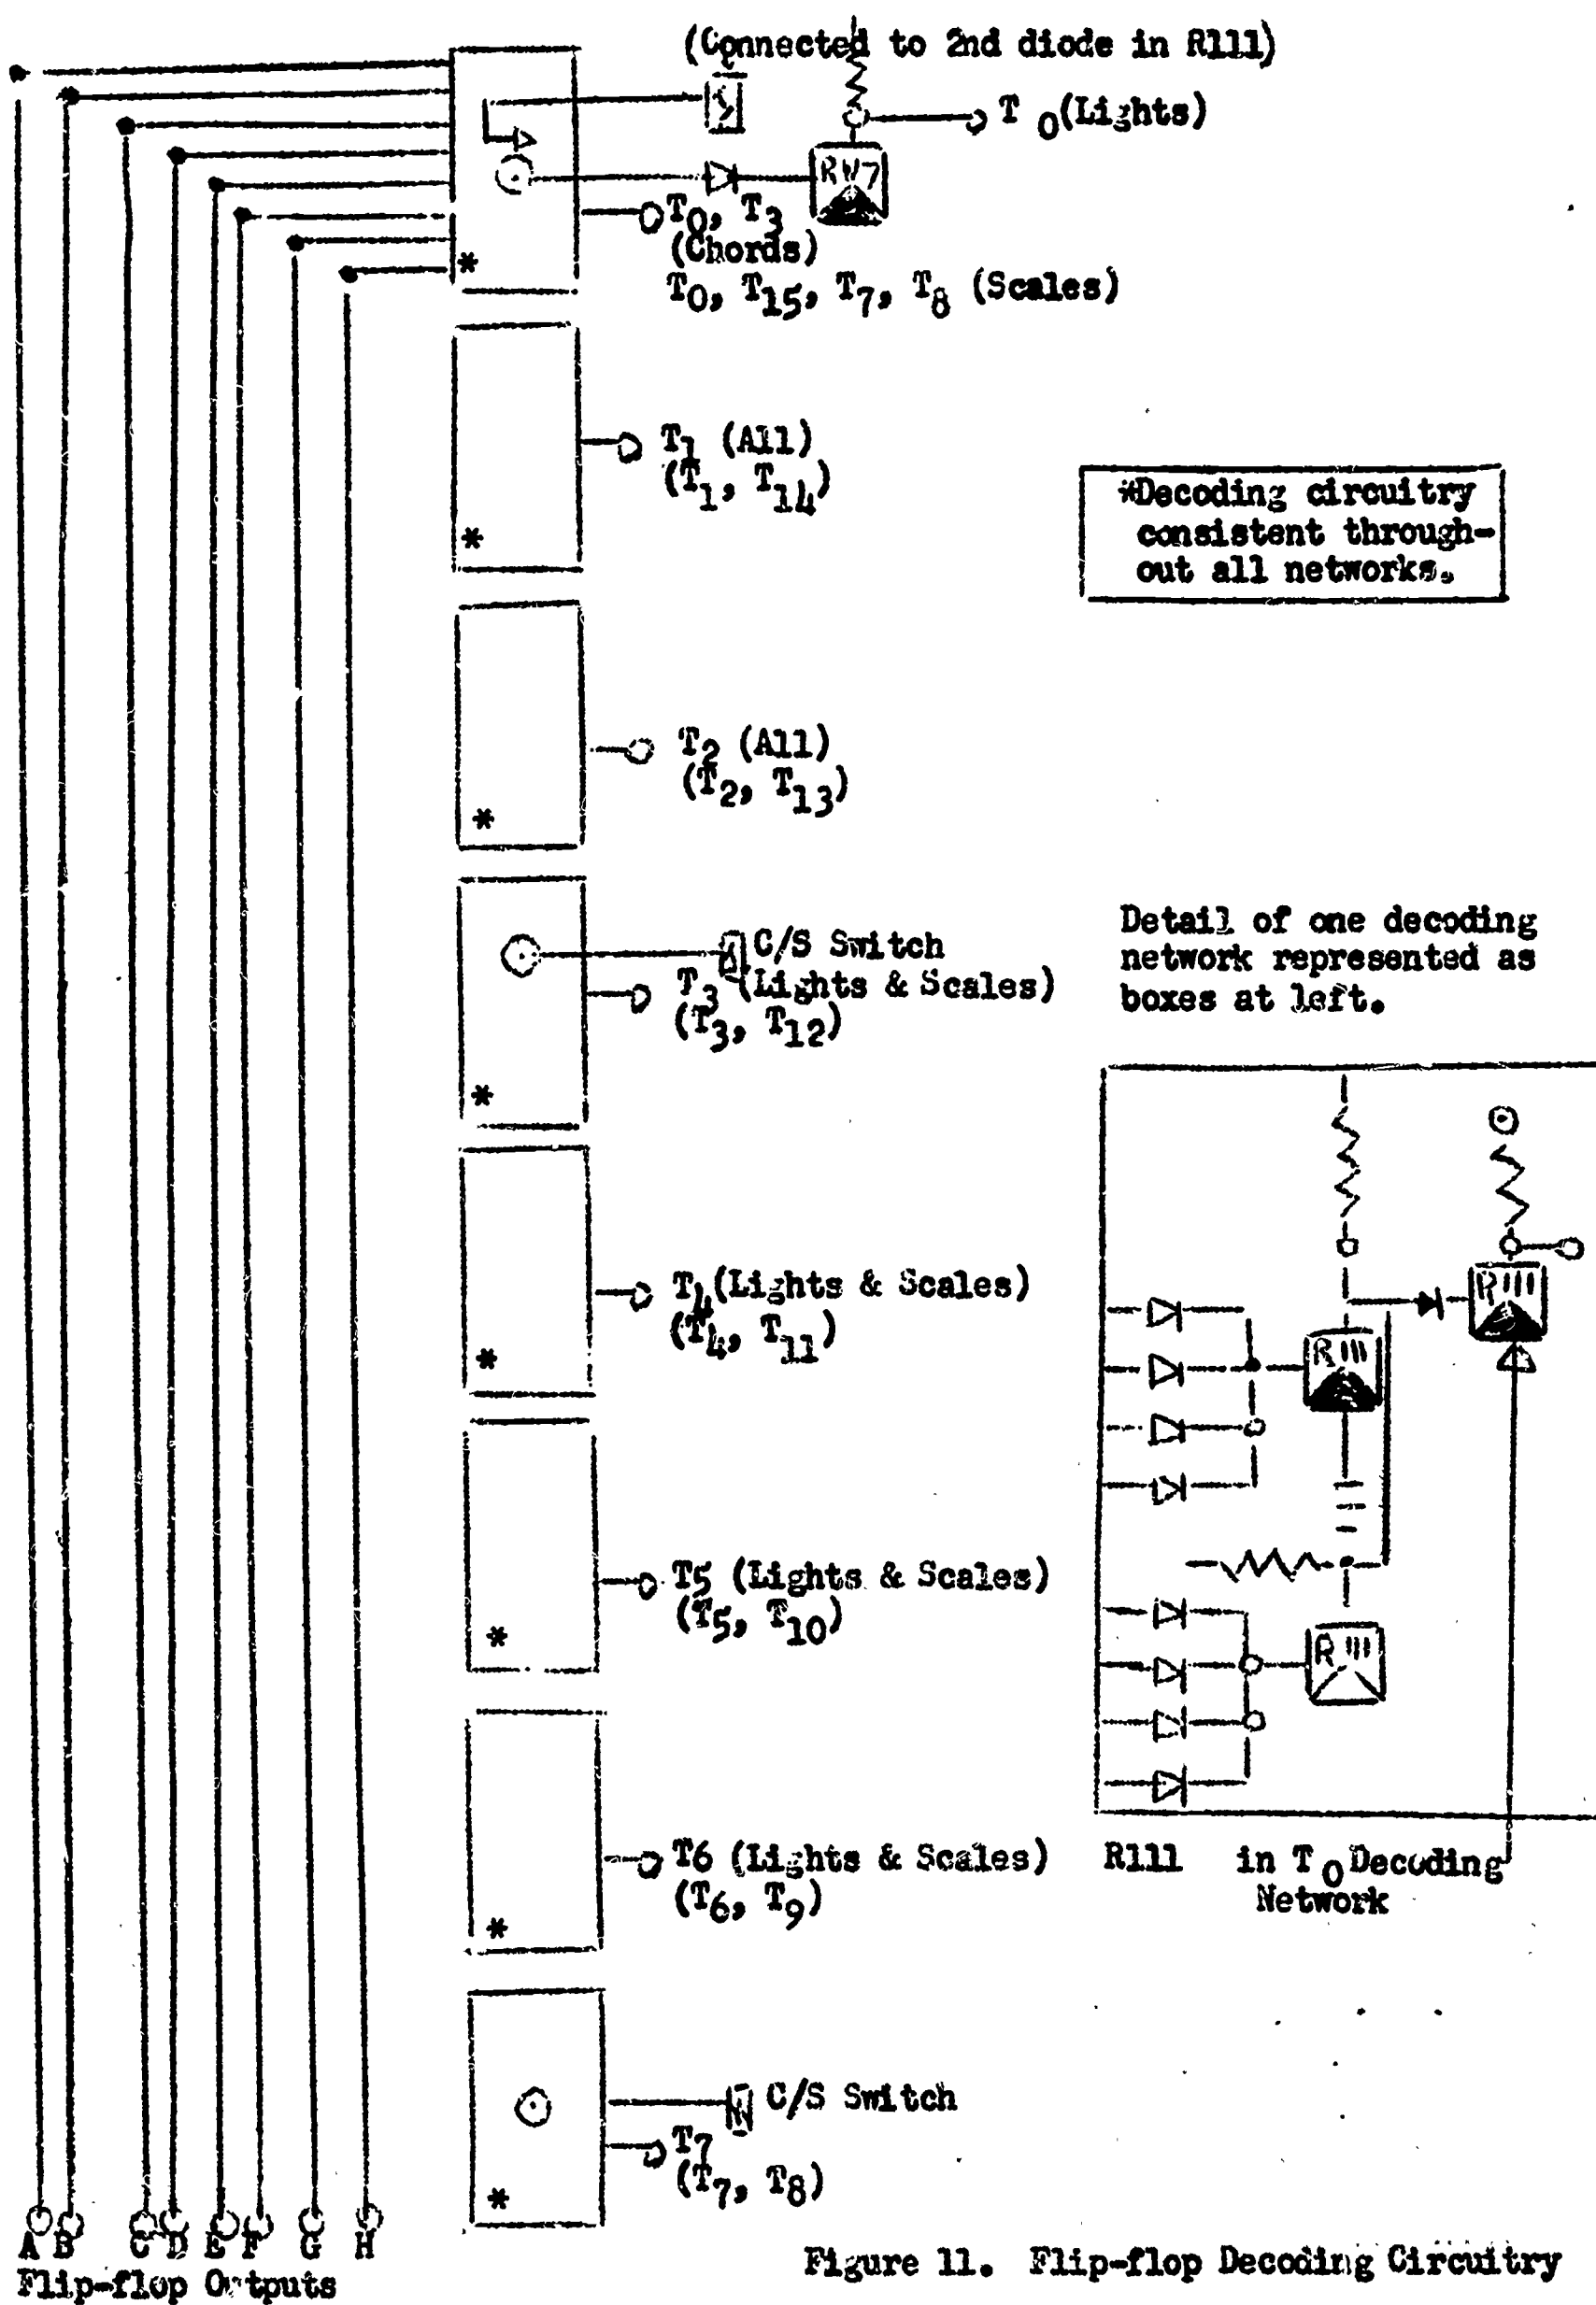 (Connected to 2nd diode in R111)
T 0 (Lights)
RW7
T0, T3
(Chords)
T0, T15, T7, T8 (Scales)
*
T1 (All)
(T1, T14)
*
*Decoding circuitry
consistent through-
out all networks.
T2 (All)
(T2, T13)
*
C/S Switch
T3 (Lights & Scales)
(T3, T12)
*
Detail of one decoding
network represented as
boxes at left.
T4 (Lights & Scales)
(T4, T11)
*
R111
R111
T5 (Lights & Scales)
(T5, T10)
*
R111
T6 (Lights & Scales)
(T6, T9)
*
R111 in T 0 Decoding
Network
C/S Switch
T7
(T7, T8)
*
A B C D E F G H
Flip-flop Outputs
Figure 11. Flip-flop Decoding Circuitry